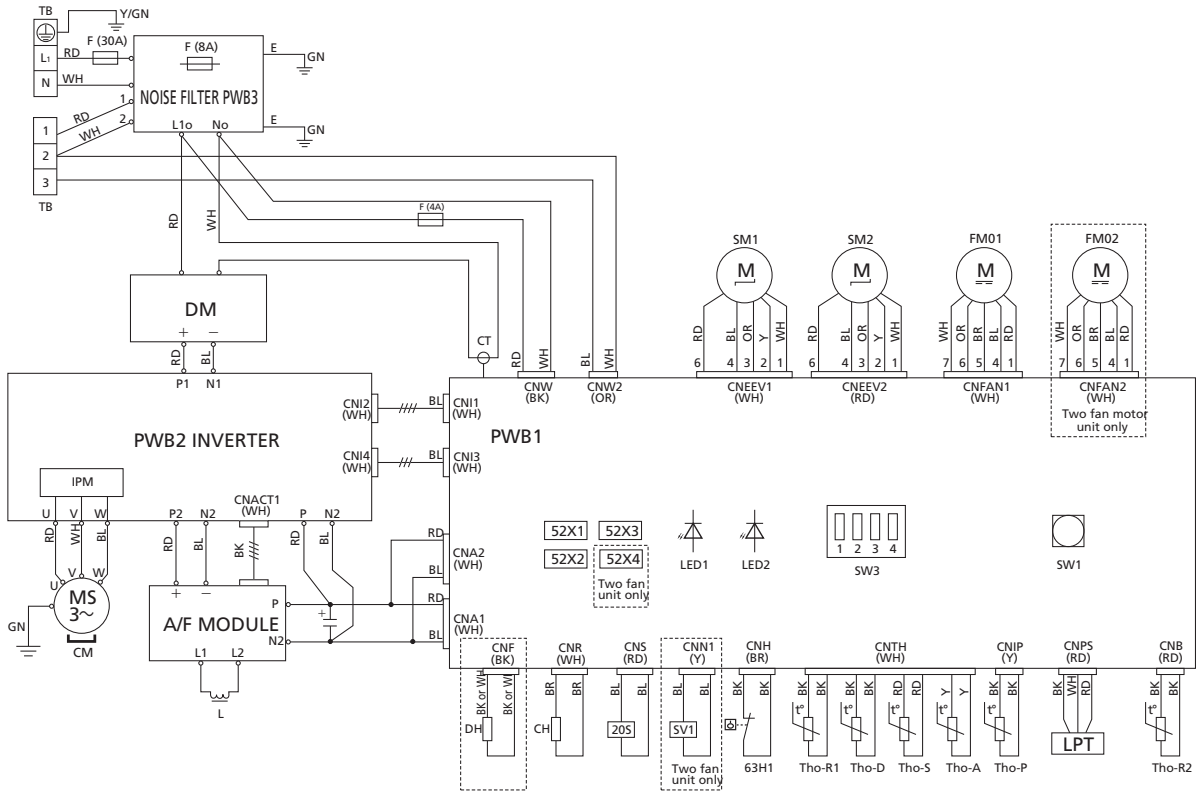 TB
Y/GN
L1
RD
F (30A)
N
WH
F (8A)
NOISE FILTER PWB3
E
GN
E
GN
1
2
L1o
No
1
2
3
TB
RD
WH
RD
WH
F (4A)
DM
+
−
RD
BL
P1
N1
CT
RD
WH
BL
WH
CNW
(BK)
CNW2
(OR)
SM1
M
RD
BL
OR
Y
WH
6
4
3
2
1
CNEEV1
(WH)
SM2
M
RD
BL
OR
Y
WH
6
4
3
2
1
CNEEV2
(RD)
FM01
M
WH
OR
BR
BL
RD
7
6
5
4
1
CNFAN1
(WH)
FM02
M
WH
OR
BR
BL
RD
7
6
5
4
1
CNFAN2
(WH)
Two fan motor
unit only
PWB2 INVERTER
IPM
CNI2
(WH)
BL
CNI1
(WH)
CNI4
(WH)
BL
CNI3
(WH)
PWB1
U
V
W
P2
N2
CNACT1
(WH)
P
N2
RD
WH
BL
RD
BL
BK
RD
BL
U
V
W
MS
3~
CM
GN
+
−
A/F MODULE
P
N2
L1
L2
L
+
RD
BL
CNA2
(WH)
RD
BL
CNA1
(WH)
52X1
52X3
52X2
52X4
Two fan
unit only
LED1
LED2
1
2
3
4
SW3
SW1
CNF
(BK)
BK or WH
BK or WH
DH
CNR
(WH)
BR
BR
CH
CNS
(RD)
BL
BL
20S
CNN1
(Y)
BL
BL
SV1
Two fan
unit only
CNH
(BR)
BK
BK
63H1
CNTH
(WH)
BK
BK
t°
Tho-R1
BK
BK
t°
Tho-D
RD
RD
t°
Tho-S
Y
Y
t°
Tho-A
CNIP
(Y)
BK
BK
t°
Tho-P
CNPS
(RD)
BK
WH
RD
LPT
CNB
(RD)
BK
BK
t°
Tho-R2